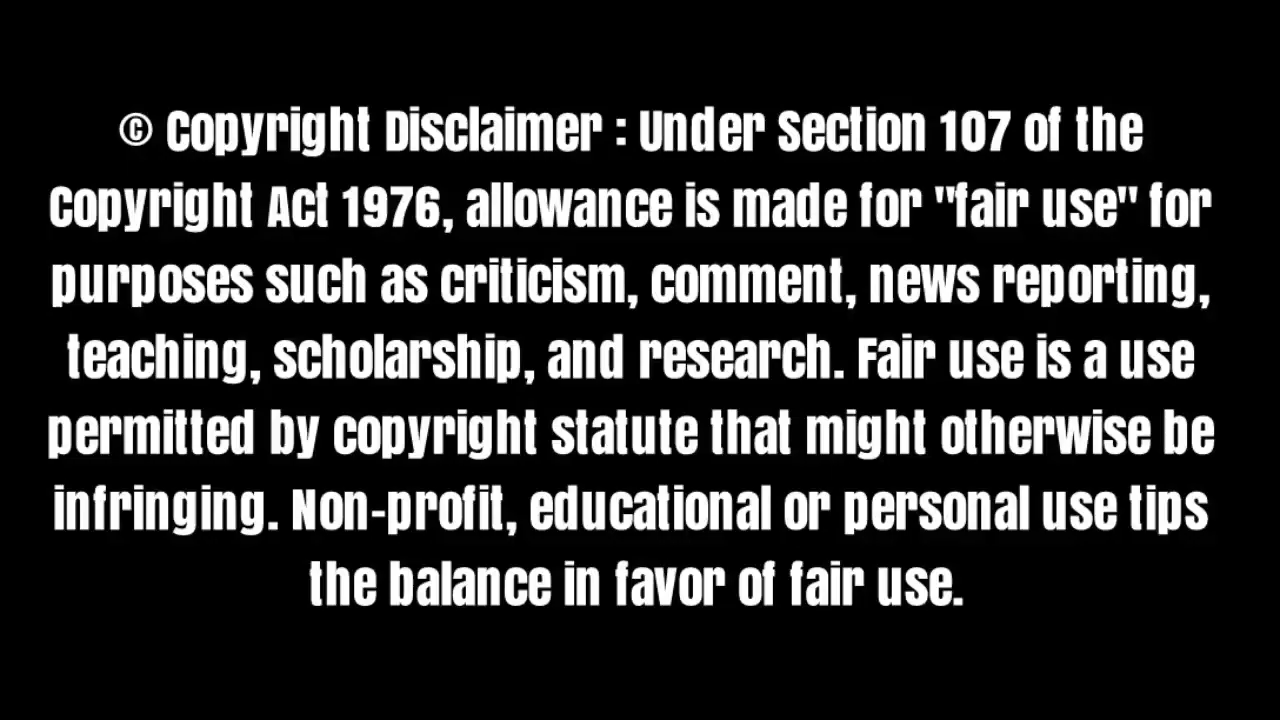 © Copyright Disclaimer : Under Section 107 of the
Copyright Act 1976, allowance is made for "fair use" for
purposes such as criticism, comment, news reporting,
teaching, scholarship, and research. Fair use is a use
permitted by copyright statute that might otherwise be
infringing. Non-profit, educational or personal use tips
the balance in favor of fair use.